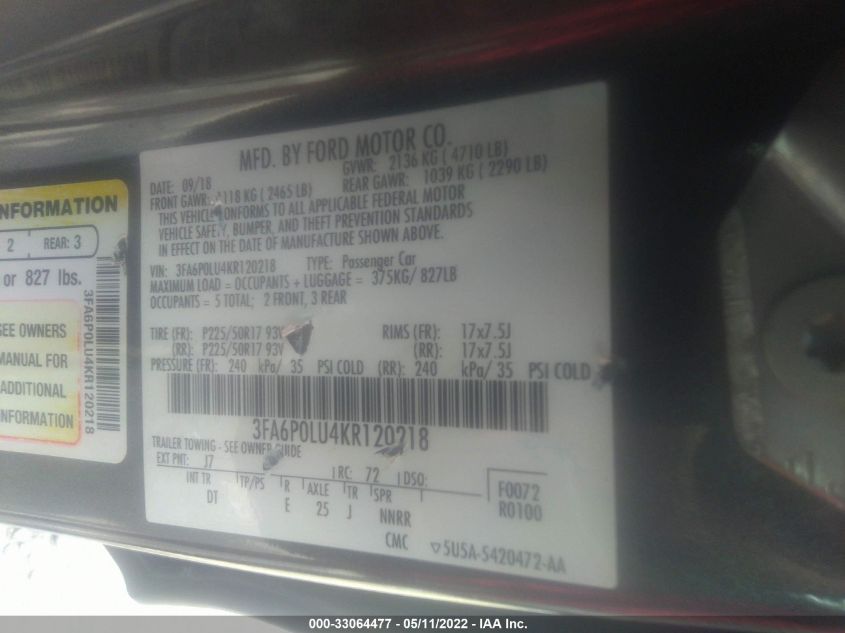 MFD. BY FORD MOTOR CO.
DATE: 09/18 GVWR: 2136 KG ( 4710 LB)
FRONT GAWR: 1118 KG ( 2465 LB) REAR GAWR: 1039 KG ( 2290 LB)
THIS VEHICLE CONFORMS TO ALL APPLICABLE FEDERAL MOTOR
VEHICLE SAFETY, BUMPER, AND THEFT PREVENTION STANDARDS
IN EFFECT ON THE DATE OF MANUFACTURE SHOWN ABOVE.
VIN: 3FA6P0LU4KR120218 TYPE: Passenger Car
MAXIMUM LOAD = OCCUPANTS + LUGGAGE = 375KG/ 827LB
OCCUPANTS = 5 TOTAL; 2 FRONT, 3 REAR
TIRE (FR): P225/50R17 93V RIMS (FR): 17x7.5J
(RR): P225/50R17 93V (RR): 17x7.5J
PRESSURE (FR): 240 kPa/ 35 PSI COLD (RR): 240 kPa/ 35 PSI COLD
3FA6P0LU4KR120218
TRAILER TOWING - SEE OWNER GUIDE
EXT PNT: J7 RC: 72 DSO:
INT TR TP/PS R AXLE TR SPR
DT E 25 J NNRR
F0072
R0100
CMC ▽5U5A-S420472-AA
NFORMATION
2 REAR: 3
or 827 lbs.
SEE OWNERS
MANUAL FOR
ADDITIONAL
INFORMATION
3FA6P0LU4KR120218
000-33064477 - 05/11/2022 - IAA Inc.